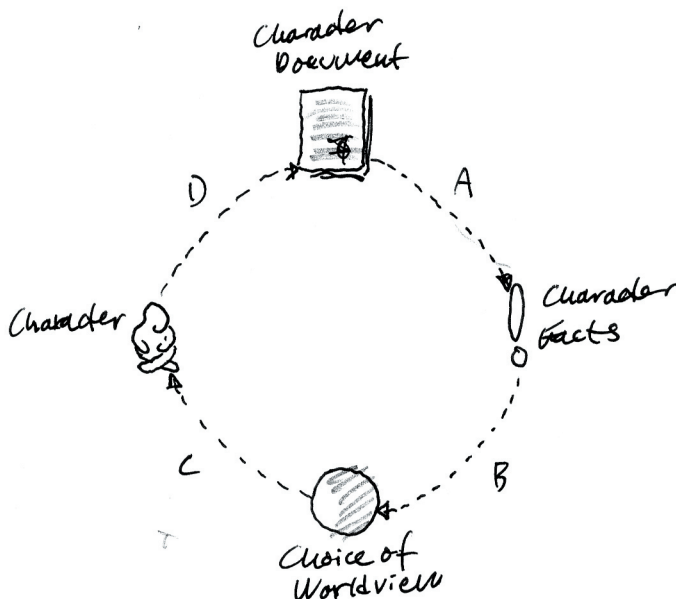 Character
Document
D
A
Character
Character
Facts
C
B
Choice of
Worldview